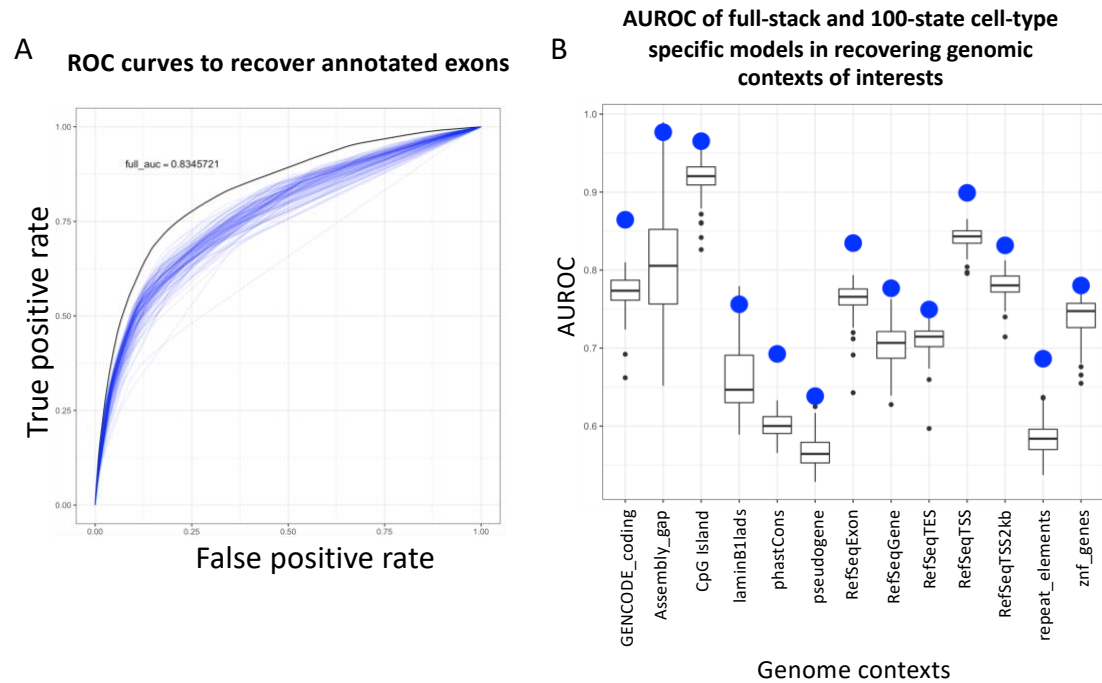 A
ROC curves to recover annotated exons
1.00
0.75
0.50
0.25
0.00
full_auc = 0.8345721
True positive rate
0.00 0.25 0.50 0.75 1.00
False positive rate
B
AUROC of full-stack and 100-state cell-type
specific models in recovering genomic
contexts of interests
1.0
0.9
0.8
0.7
0.6
AUROC
GENCODE_coding
Assembly_gap
CpG Island
laminB1lads
phastCons
pseudogene
RefSeqExon
RefSeqGene
RefSeqTES
RefSeqTSS
RefSeqTSS2kb
repeat_elements
znf_genes
Genome contexts